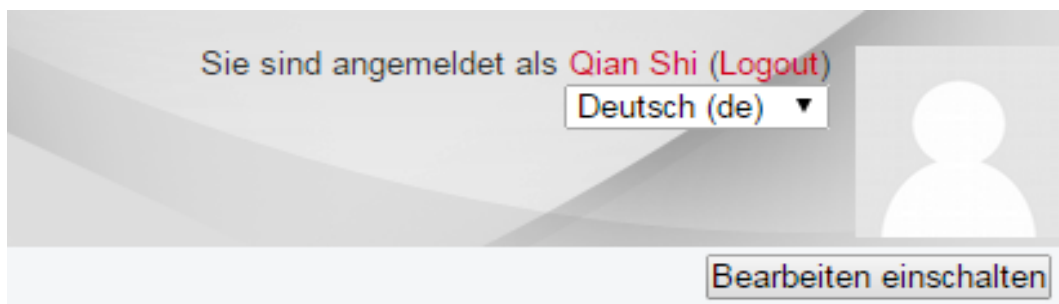 Sie sind angemeldet als Qian Shi (Logout)
Deutsch (de)
Bearbeiten einschalten